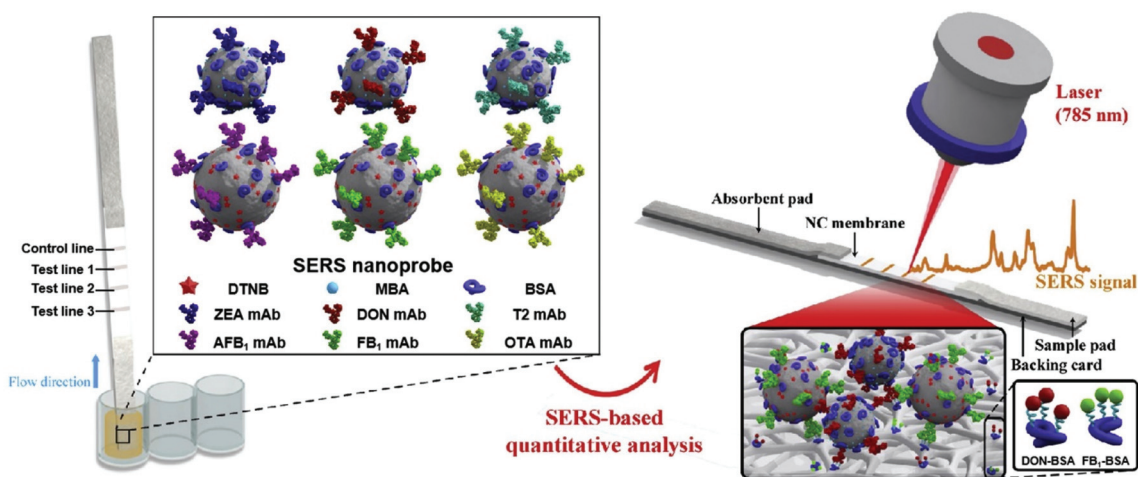 Control line
Test line 1
Test line 2
Test line 3
Flow direction
SERS nanoprobe
DTNB
MBA
BSA
ZEA mAb
DON mAb
T2 mAb
AFB₁ mAb
FB₁ mAb
OTA mAb
SERS-based
quantitative analysis
Laser
(785 nm)
Absorbent pad
NC membrane
SERS signal
Sample pad
Backing card
DON-BSA
FB₁-BSA